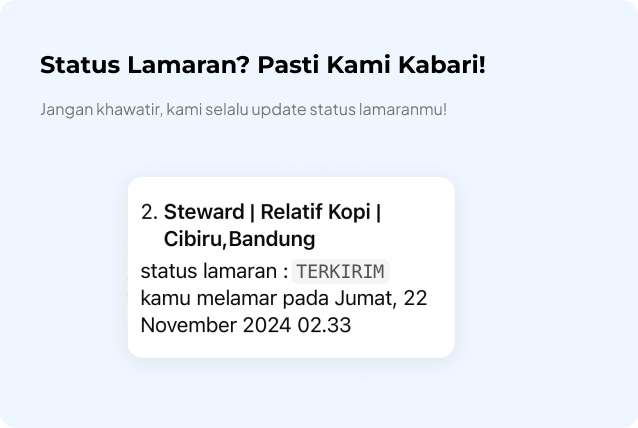 Status Lamaran? Pasti Kami Kabari!
Jangan khawatir, kami selalu update status lamaranmu!
2. Steward | Relatif Kopi |
Cibiru,Bandung
status lamaran : TERKIRIM
kamu melamar pada Jumat, 22
November 2024 02.33